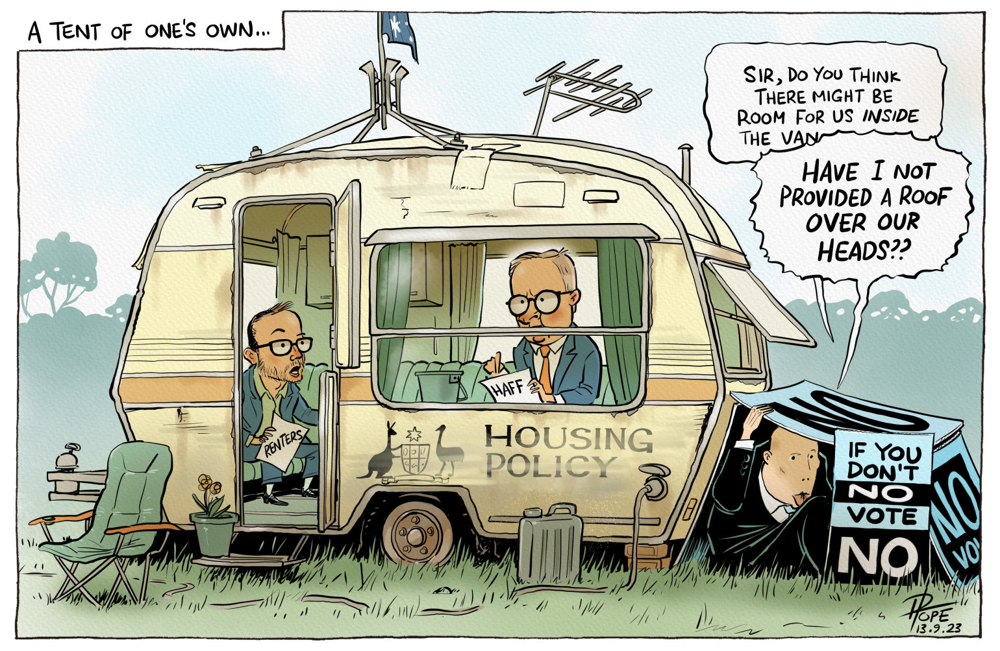 A TENT OF ONE'S OWN...
SIR, DO YOU THINK
THERE MIGHT BE
ROOM FOR US INSIDE
THE VAN
HAVE I NOT
PROVIDED A ROOF
OVER OUR
HEADS??
RENTERS
HAFF
HOUSING
POLICY
NO
IF YOU
DON'T
NO
VOTE
NO
NO
VO
POPE
13.9.23